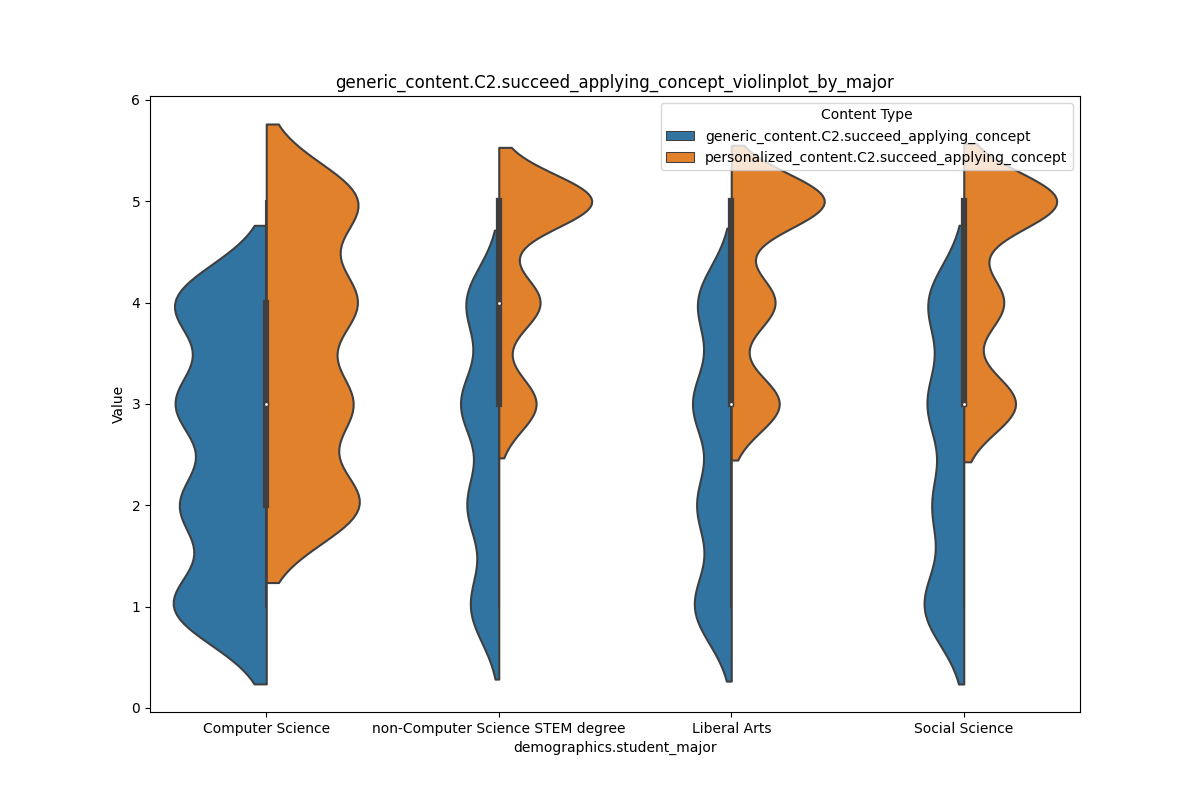 generic_content.C2.succeed_applying_concept_violinplot_by_major
Content Type
generic_content.C2.succeed_applying_concept
personalized_content.C2.succeed_applying_concept
6
5
4
3
2
1
0
Value
Computer Science
non-Computer Science STEM degree
Liberal Arts
Social Science
demographics.student_major